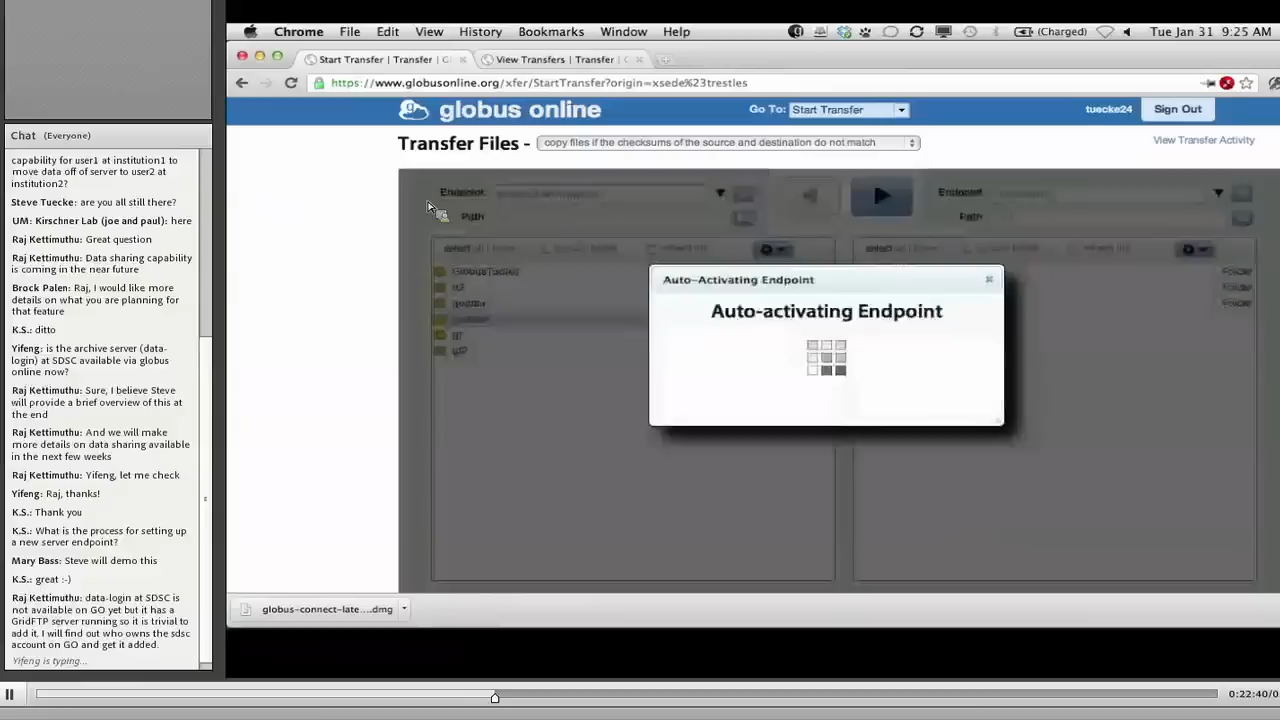 Chrome File Edit View History Bookmarks Window Help (Charged) Tue Jan 31 9:25 AM
Start Transfer | Transfer | View Transfers | Transfer |
https://www.globusonline.org/xfer/StartTransfer?origin=xsede%23trestles
globus online Go To: Start Transfer tuecke24 Sign Out
Transfer Files - copy files if the checksums of the source and destination do not match View Transfer Activity
Endpoint Endpoint
Path Path
Folder
Folder
Folder
Auto-Activating Endpoint
Auto-activating Endpoint
globus-connect-late....dmg
Chat (Everyone)
capability for user1 at institution1 to
move data off of server to user2 at
institution2?
Steve Tuecke: are you all still there?
UM: Kirschner Lab (joe and paul): here
Raj Kettimuthu: Great question
Raj Kettimuthu: Data sharing capability
is coming in the near future
Brock Palen: Raj, I would like more
details on what you are planning for
that feature
K.S.: ditto
Yifeng: is the archive server (data-
login) at SDSC available via globus
online now?
Raj Kettimuthu: Sure, I believe Steve
will provide a brief overview of this at
the end
Raj Kettimuthu: And we will make
more details on data sharing available
in the next few weeks
Raj Kettimuthu: Yifeng, let me check
Yifeng: Raj, thanks!
K.S.: Thank you
K.S.: What is the process for setting up
a new server endpoint?
Mary Bass: Steve will demo this
K.S.: great :-)
Raj Kettimuthu: data-login at SDSC is
not available on GO yet but it has a
GridFTP server running so it is trivial to
add it. I will find out who owns the sdsc
account on GO and get it added.
Yifeng is typing...
0:22:40/0